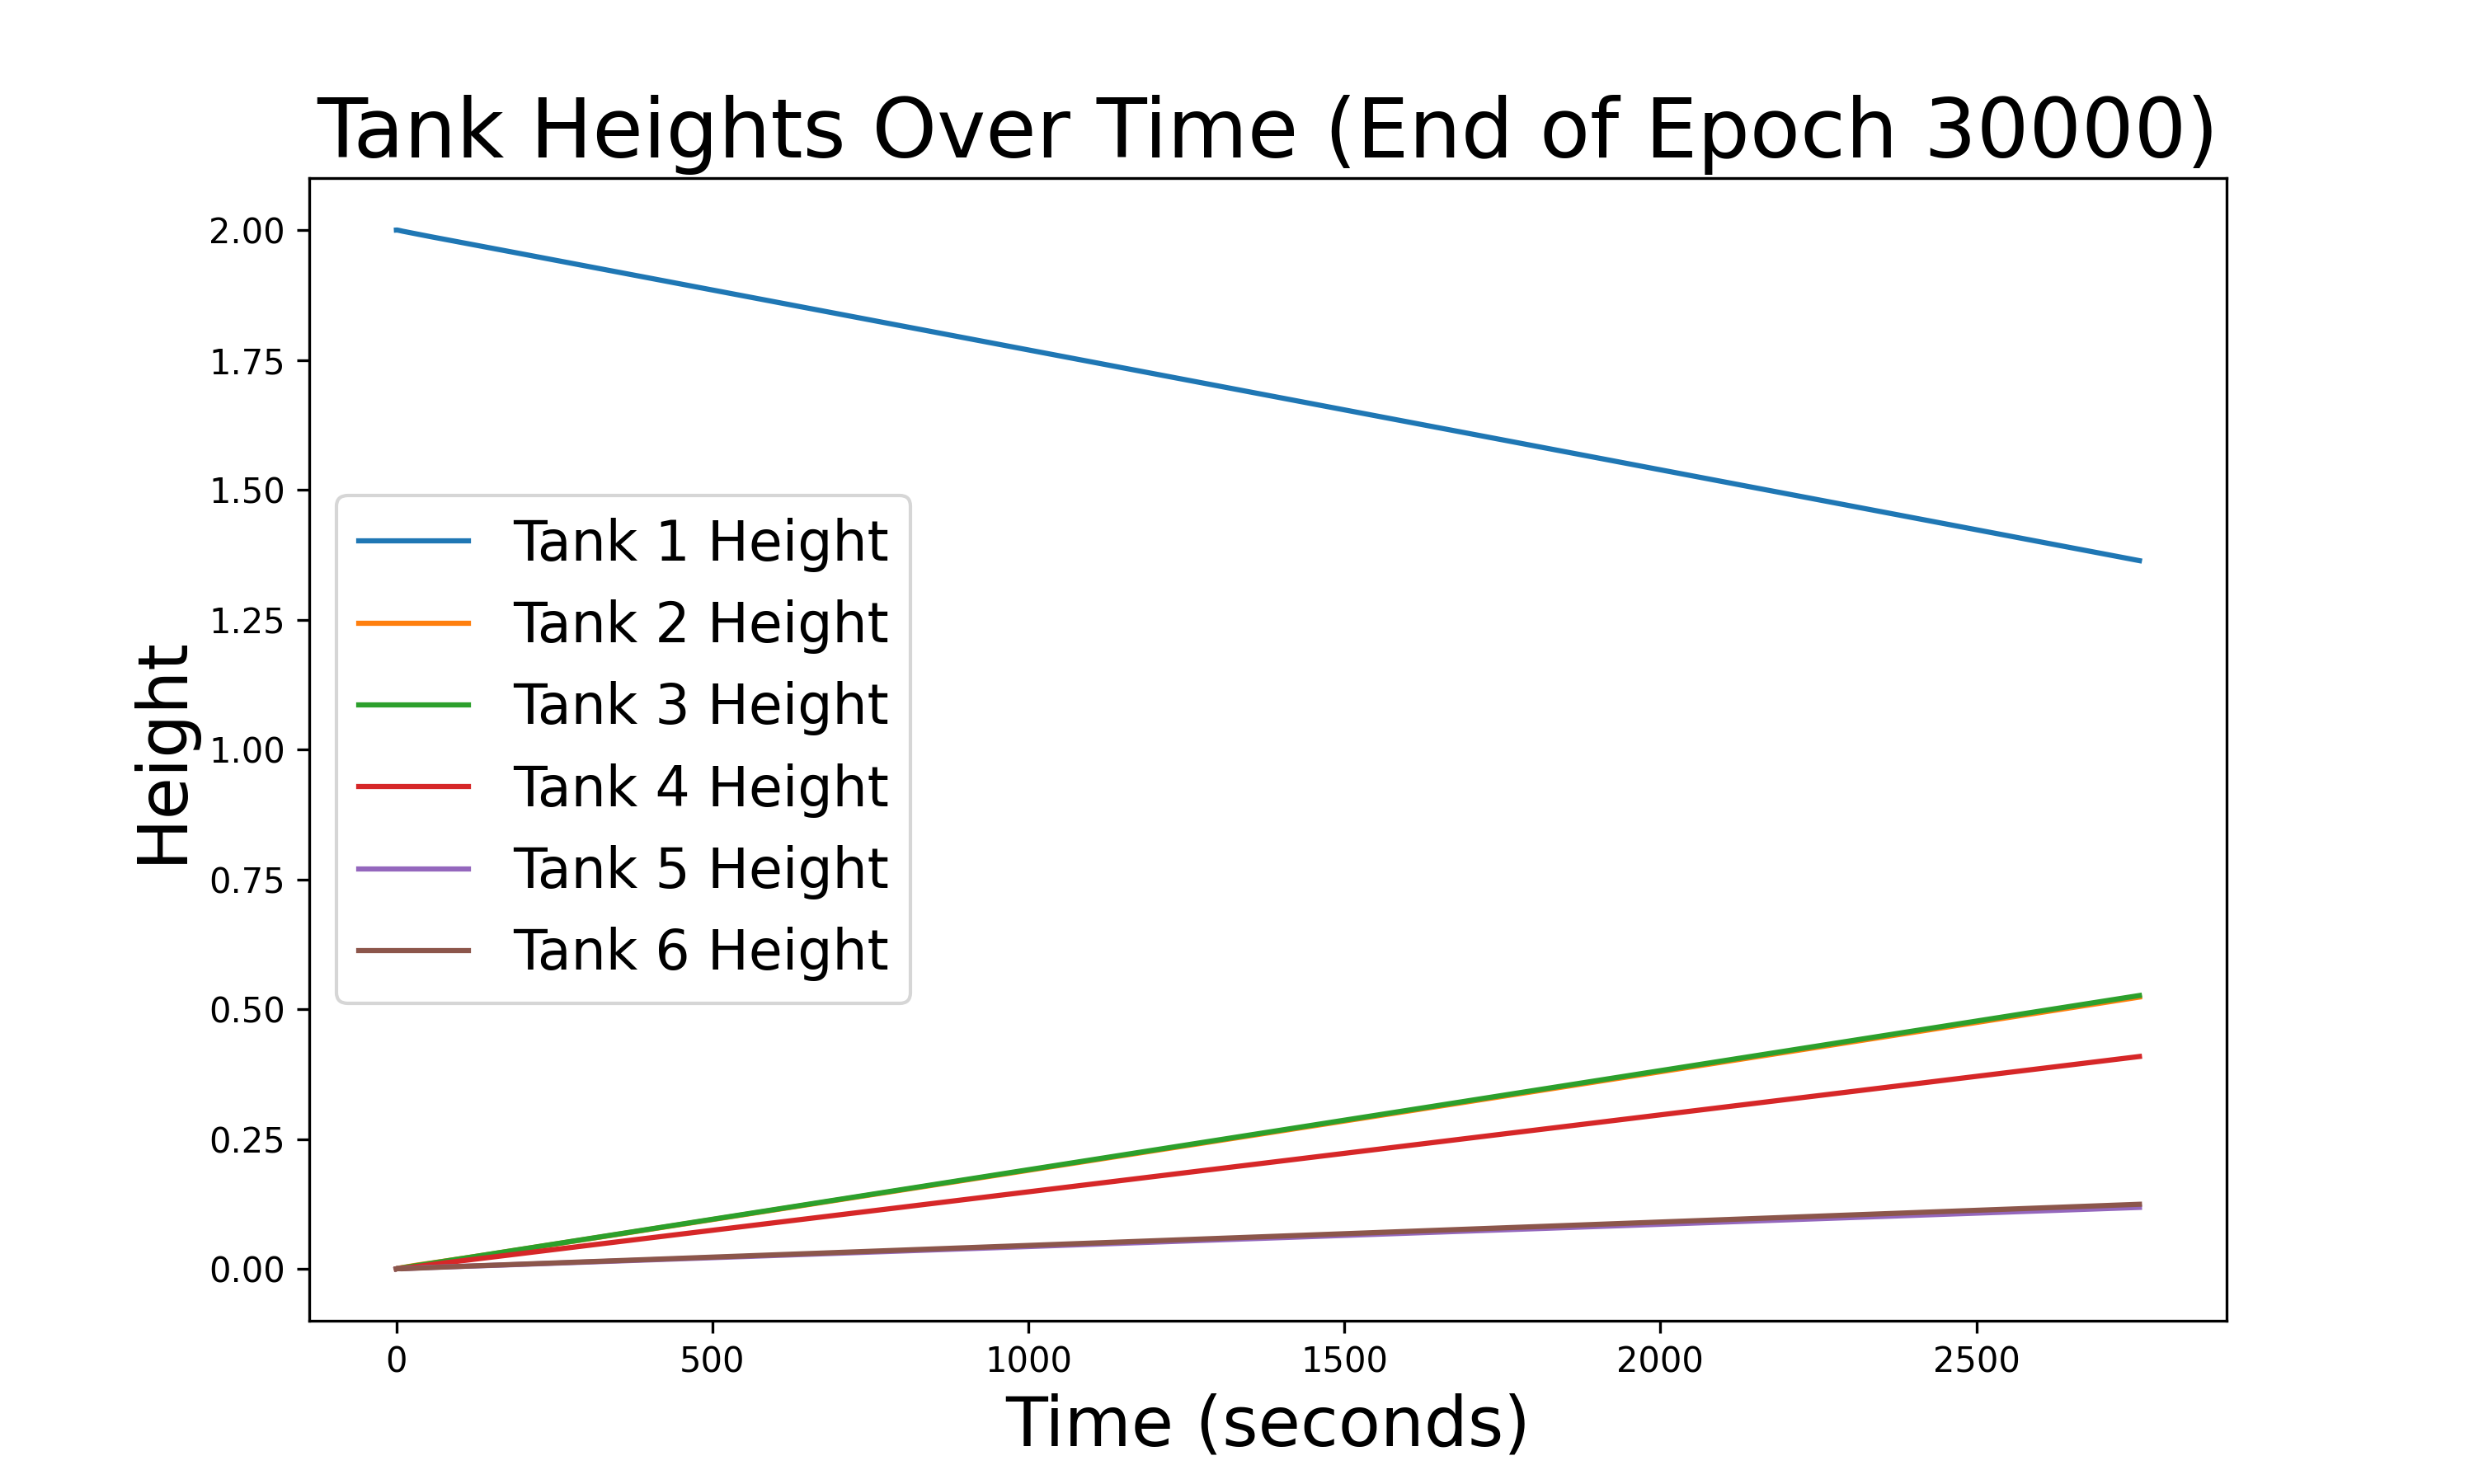 Tank Heights Over Time (End of Epoch 30000)
Height
2.00
1.75
1.50
1.25
1.00
0.75
0.50
0.25
0.00
Tank 1 Height
Tank 2 Height
Tank 3 Height
Tank 4 Height
Tank 5 Height
Tank 6 Height
0 500 1000 1500 2000 2500
Time (seconds)